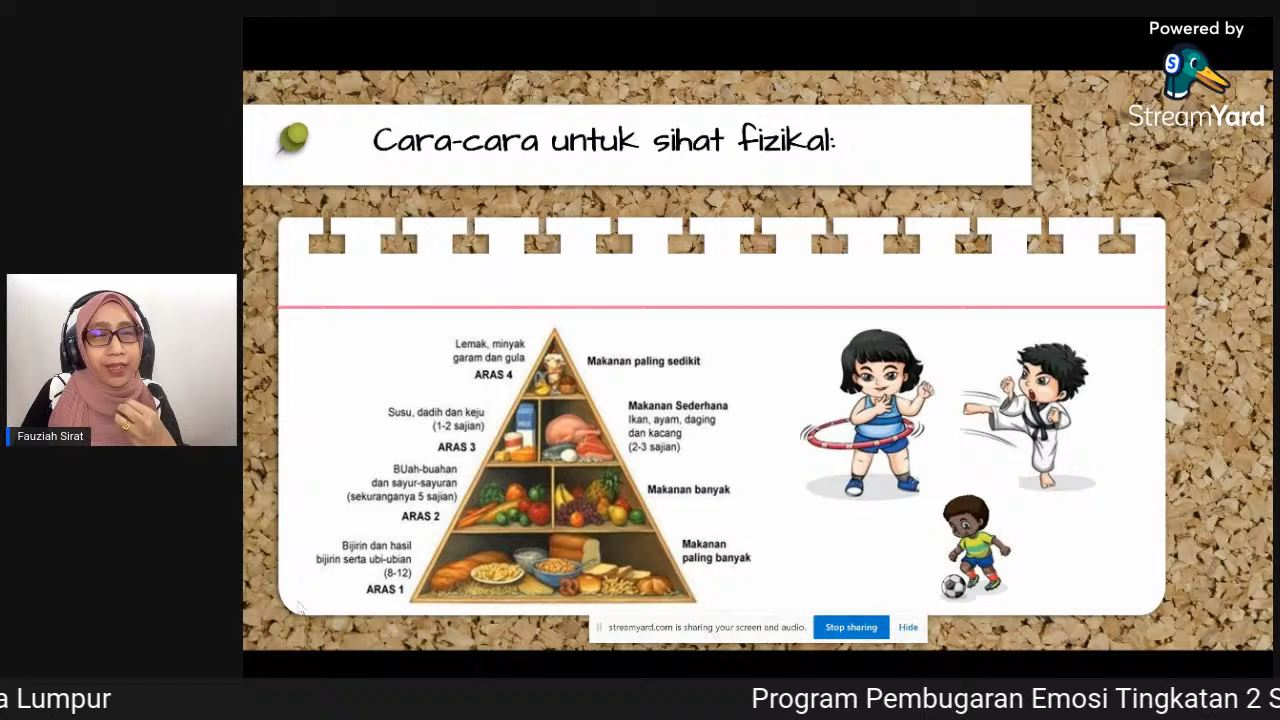 Powered by
StreamYard
Cara-cara untuk sihat fizikal:
Lemak, minyak
garam dan gula
ARAS 4
Makanan paling sedikit
Susu, dadih dan keju
(1-2 sajian)
ARAS 3
Makanan Sederhana
Ikan, ayam, daging
dan kacang
(2-3 sajian)
BUah-buahan
dan sayur-sayuran
(sekuranganya 5 sajian)
ARAS 2
Makanan banyak
Bijirin dan hasil
bijirin serta ubi-ubian
(8-12)
ARAS 1
Makanan
paling banyak
MILK
Fauziah Sirat
streamyard.com is sharing your screen and audio.
Stop sharing
Hide
a Lumpur
Program Pembugaran Emosi Tingkatan 2 S